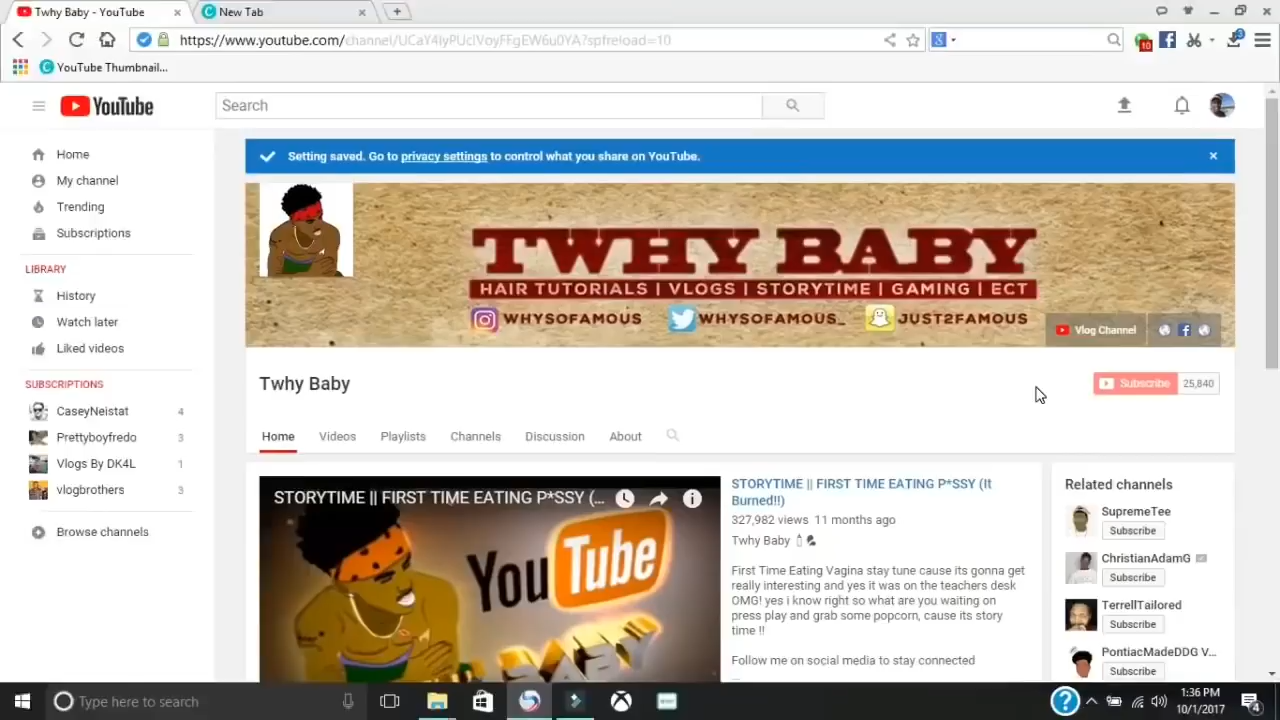 Twhy Baby - YouTube
New Tab
https://www.youtube.com/channel/UCaY4IyPUclVoyFFgEW6u0YA?spfreload=10
10
3
YouTube Thumbnail...
YouTube
Search
Home
My channel
Trending
Subscriptions
LIBRARY
History
Watch later
Liked videos
SUBSCRIPTIONS
CaseyNeistat 4
Prettyboyfredo 3
Vlogs By DK4L 1
vlogbrothers 3
Browse channels
Setting saved. Go to privacy settings to control what you share on YouTube.
TWHY BABY
HAIR TUTORIALS | VLOGS | STORYTIME | GAMING | ECT
WHYSOFAMOUS WHYSOFAMOUS_ JUST2FAMOUS
Vlog Channel
Twhy Baby
Subscribe 25,840
Home Videos Playlists Channels Discussion About
STORYTIME || FIRST TIME EATING P*SSY (...
YouTube
BABY
STORYTIME || FIRST TIME EATING P*SSY (It
Burned!!)
327,982 views 11 months ago
Twhy Baby
First Time Eating Vagina stay tune cause its gonna get
really interesting and yes it was on the teachers desk
OMG! yes i know right so what are you waiting on
press play and grab some popcorn, cause its story
time !!
Follow me on social media to stay connected
Related channels
SupremeTee
Subscribe
ChristianAdamG
Subscribe
TerrellTailored
Subscribe
PontiacMadeDDG V...
Subscribe
Type here to search
1:36 PM
10/1/2017
4